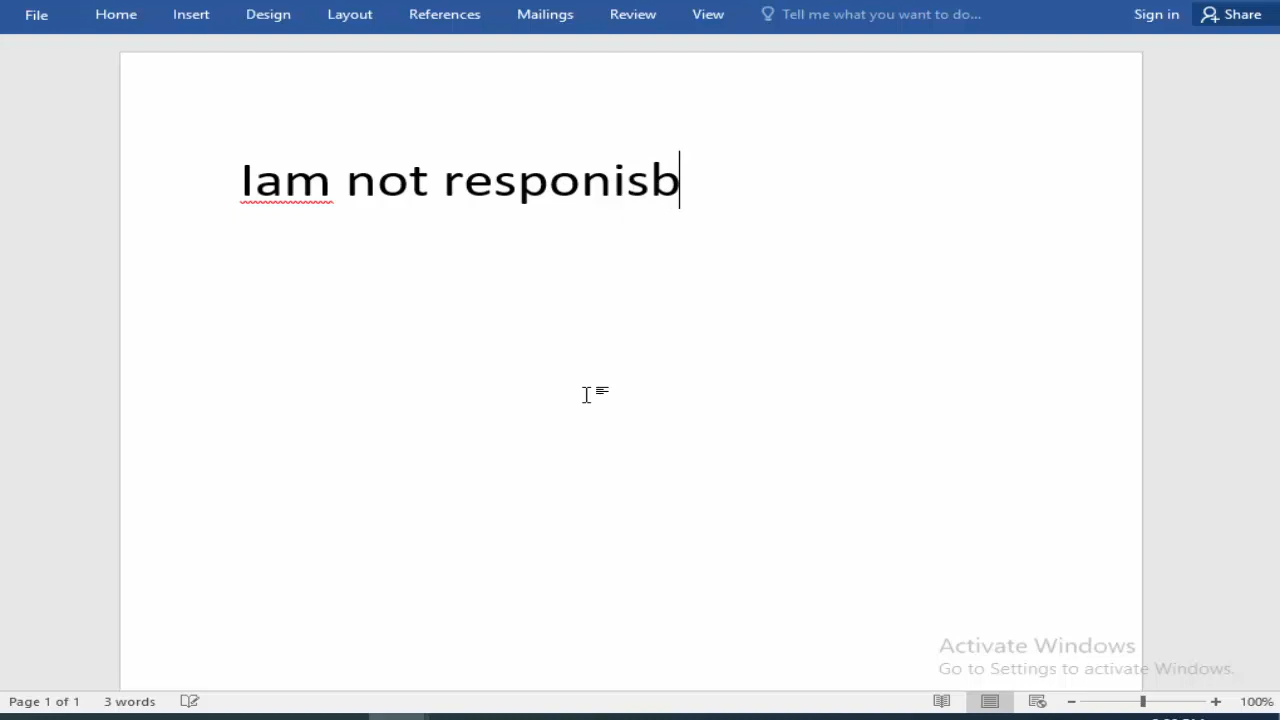 File Home Insert Design Layout References Mailings Review View Tell me what you want to do... Sign in Share
Iam not responisb
Activate Windows
Go to Settings to activate Windows.
Page 1 of 1 3 words 100%